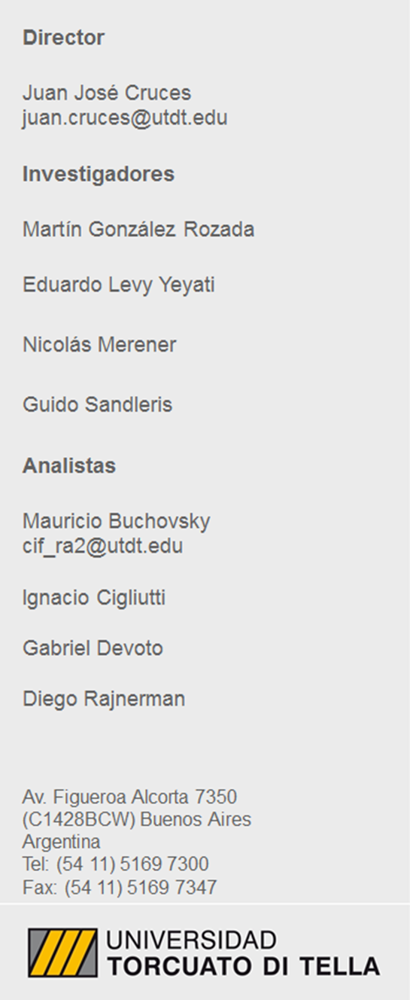 Director
Juan José Cruces
juan.cruces@utdt.edu
Investigadores
Martín González Rozada
Eduardo Levy Yeyati
Nicolás Merener
Guido Sandleris
Analistas
Mauricio Buchovsky
cif_ra2@utdt.edu
Ignacio Cigliutti
Gabriel Devoto
Diego Rajnerman
Av. Figueroa Alcorta 7350
(C1428BCW) Buenos Aires
Argentina
Tel: (54 11) 5169 7300
Fax: (54 11) 5169 7347
UNIVERSIDAD
TORCUATO DI TELLA